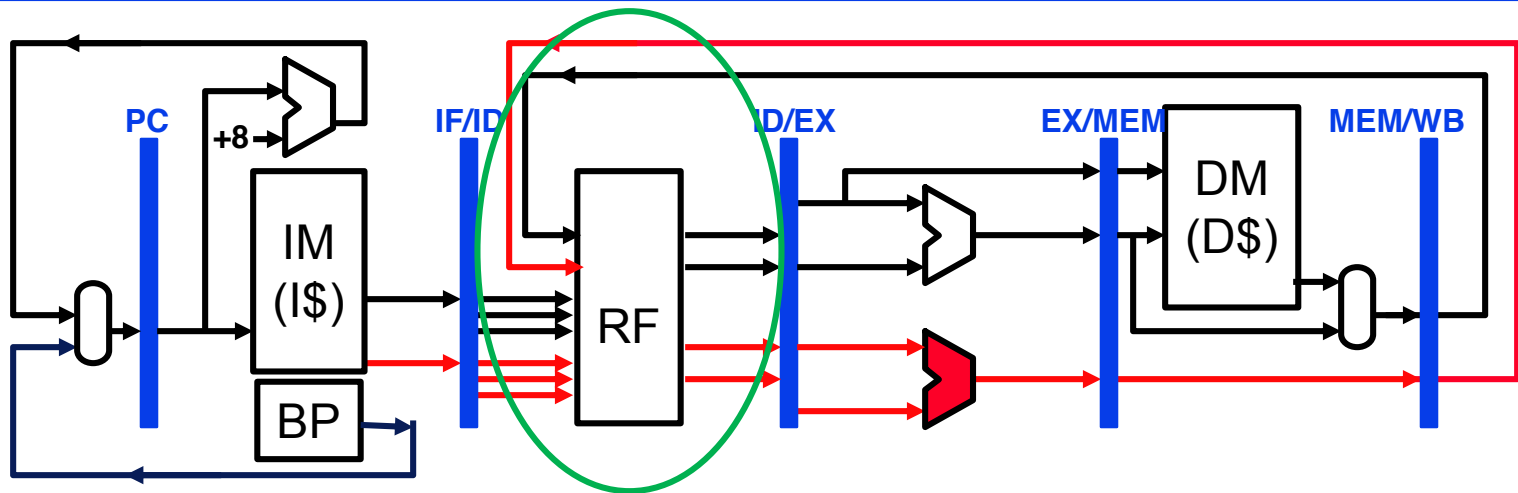 PC
IF/ID
ID/EX
EX/MEM
MEM/WB
+8
IM
(I$)
BP
RF
DM
(D$)